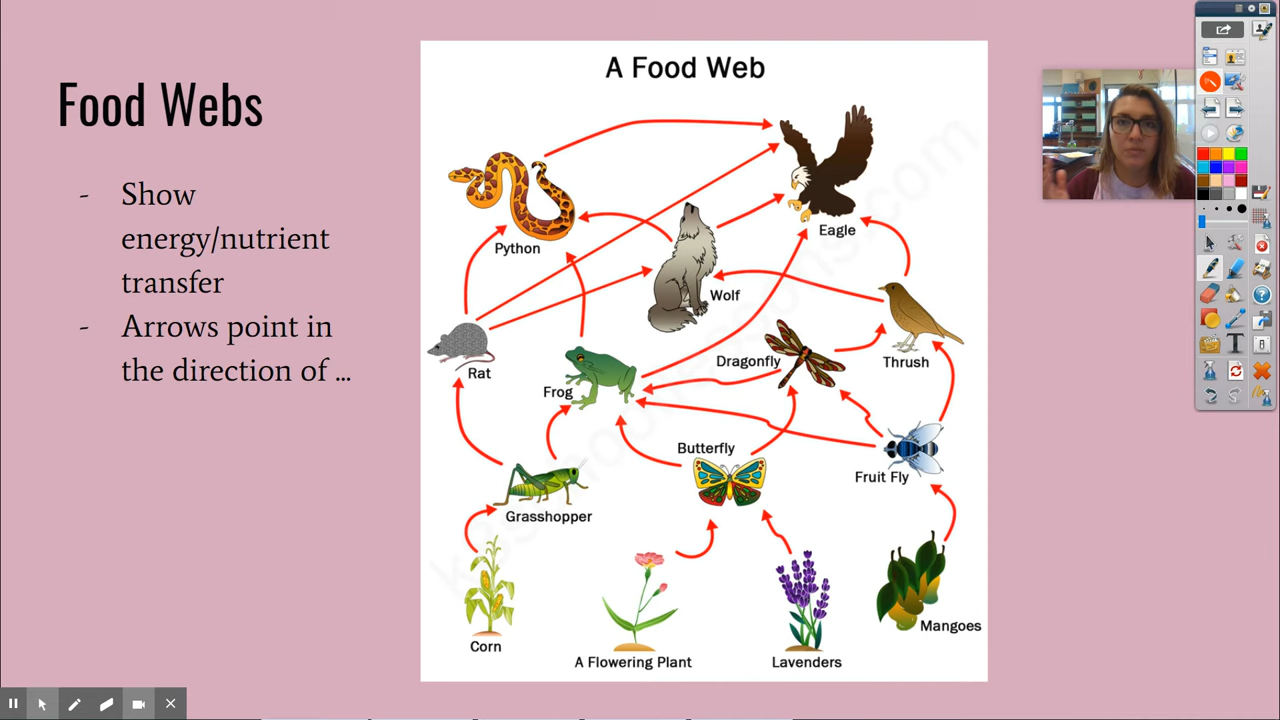 Food Webs
- Show
energy/nutrient
transfer
- Arrows point in
the direction of ...
A Food Web
Python
Eagle
Wolf
Rat
Frog
Dragonfly
Thrush
Butterfly
Fruit Fly
Grasshopper
Corn
A Flowering Plant
Lavenders
Mangoes